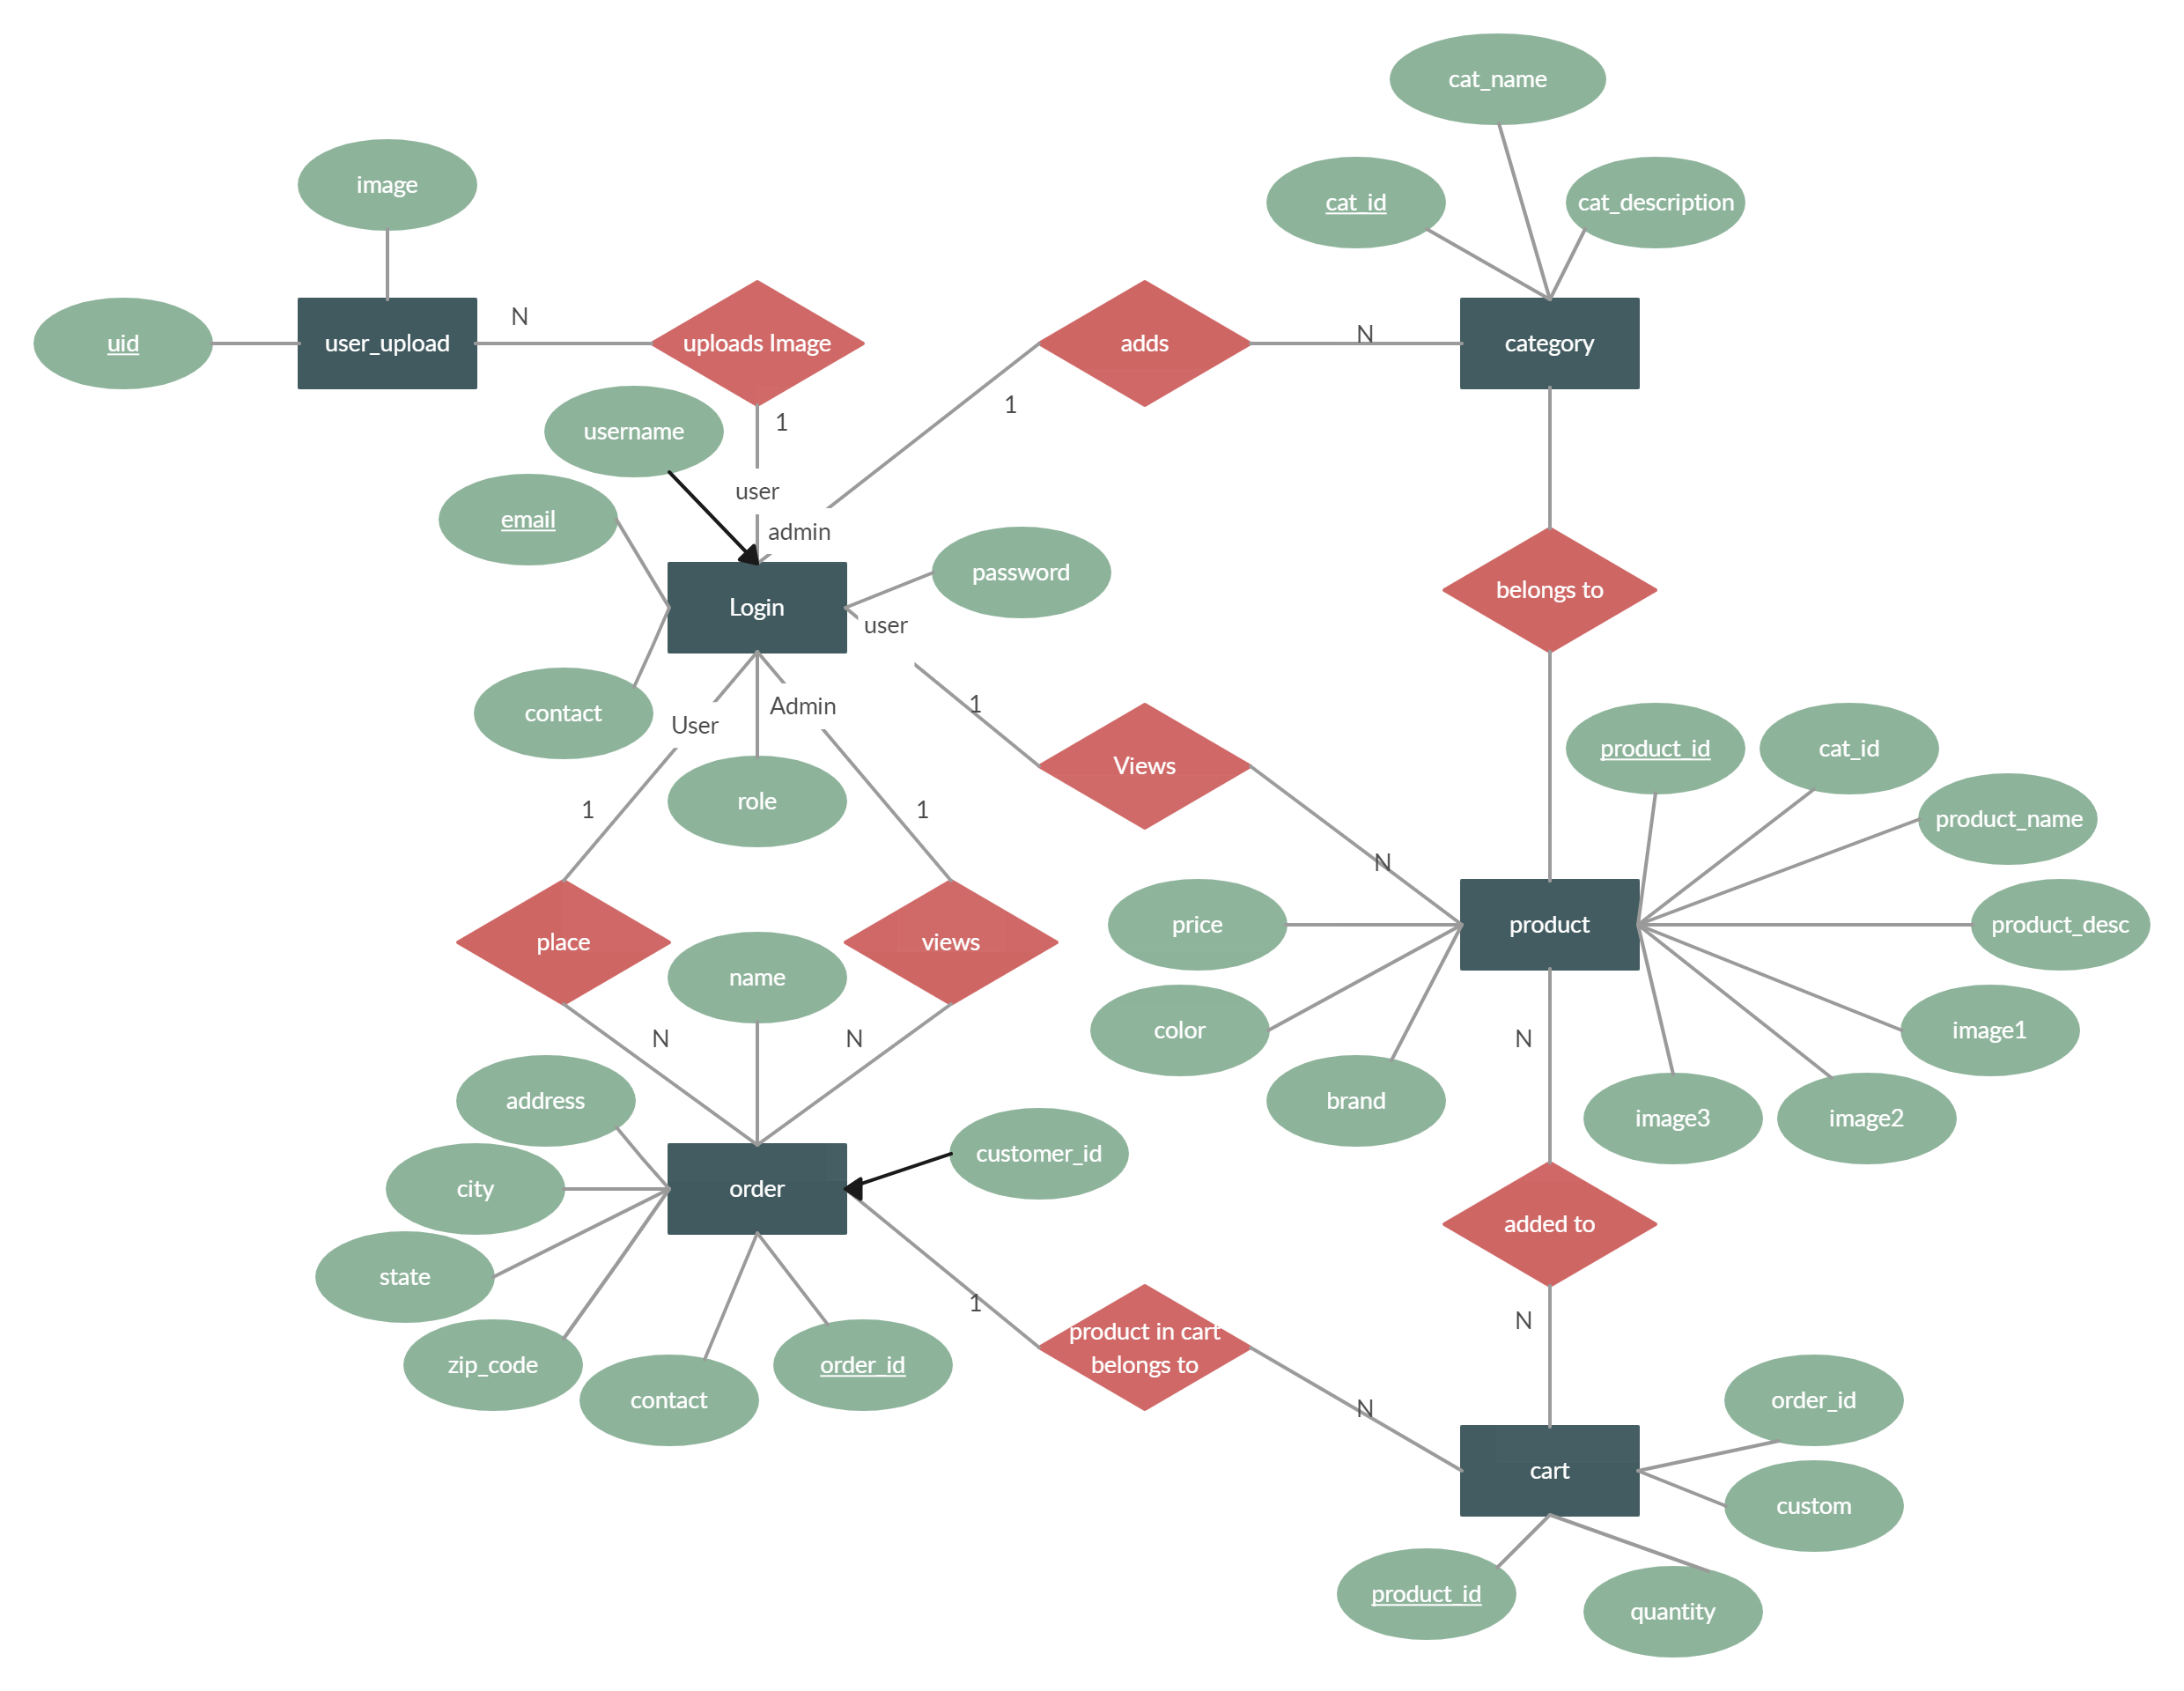 cat_name
image
cat_id
cat_description
N
uid
user_upload
uploads Image
adds
N
category
1
1
username
user
email
admin
password
Login
belongs to
user
contact
User
Admin
1
Views
product_id
cat_id
role
1
1
product_name
N
price
product
product_desc
place
views
name
N
N
color
N
image1
address
brand
image3
image2
customer_id
city
order
added to
state
1
product in cart
belongs to
N
zip_code
order_id
contact
N
order_id
cart
custom
product_id
quantity